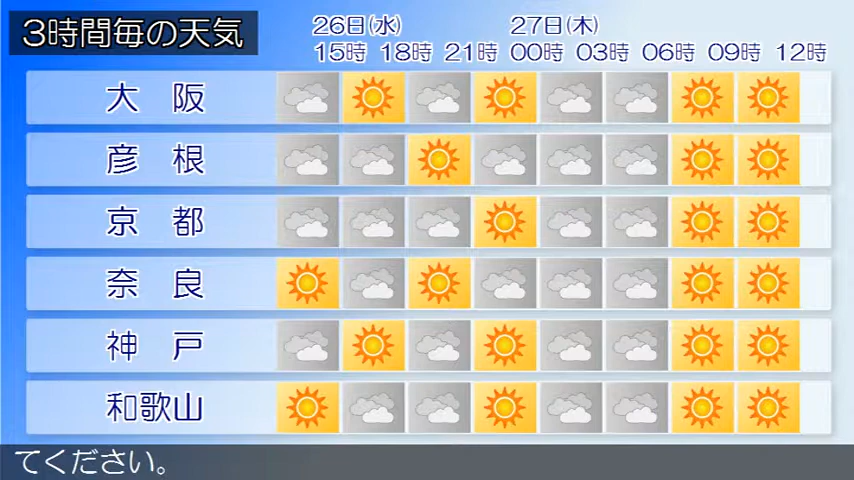 3時間毎の天気
26日(水) 27日(木)
15時 18時 21時 00時 03時 06時 09時 12時
大阪
彦根
京都
奈良
神戸
和歌山
てください。